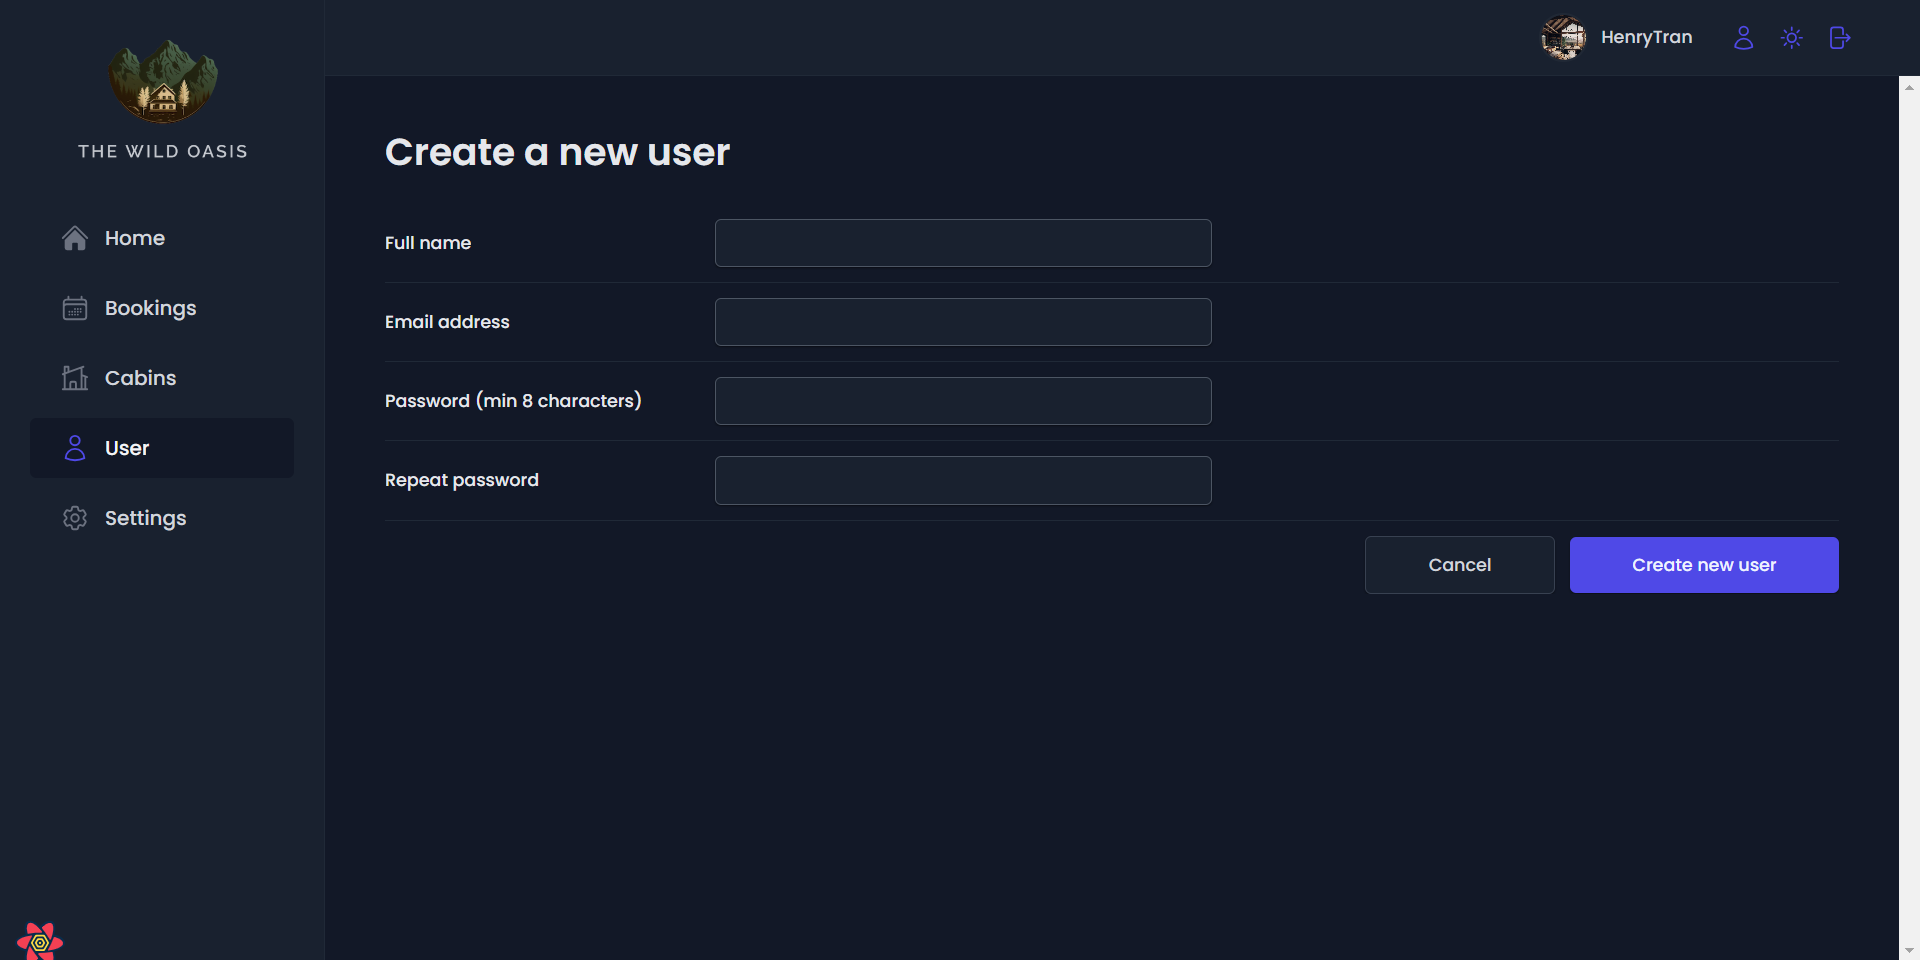 THE WILD OASIS
Home
Bookings
Cabins
User
Settings
HenryTran
Create a new user
Full name
Email address
Password (min 8 characters)
Repeat password
Cancel
Create new user